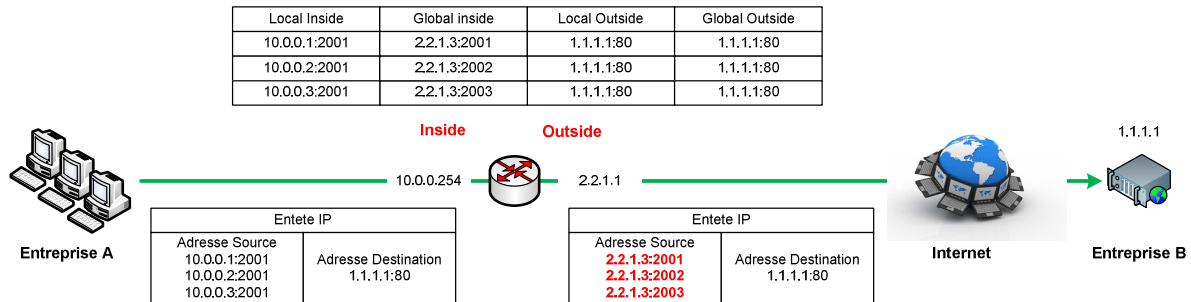 Local Inside Global inside Local Outside Global Outside
10.0.0.1:2001 2.2.1.3:2001 1.1.1.1:80 1.1.1.1:80
10.0.0.2:2001 2.2.1.3:2002 1.1.1.1:80 1.1.1.1:80
10.0.0.3:2001 2.2.1.3:2003 1.1.1.1:80 1.1.1.1:80
Inside Outside
1.1.1.1
10.0.0.254 2.2.1.1
Entreprise A
Entete IP
Adresse Source
10.0.0.1:2001
10.0.0.2:2001
10.0.0.3:2001
Adresse Destination
1.1.1.1:80
Entete IP
Adresse Source
2.2.1.3:2001
2.2.1.3:2002
2.2.1.3:2003
Adresse Destination
1.1.1.1:80
Internet
Entreprise B